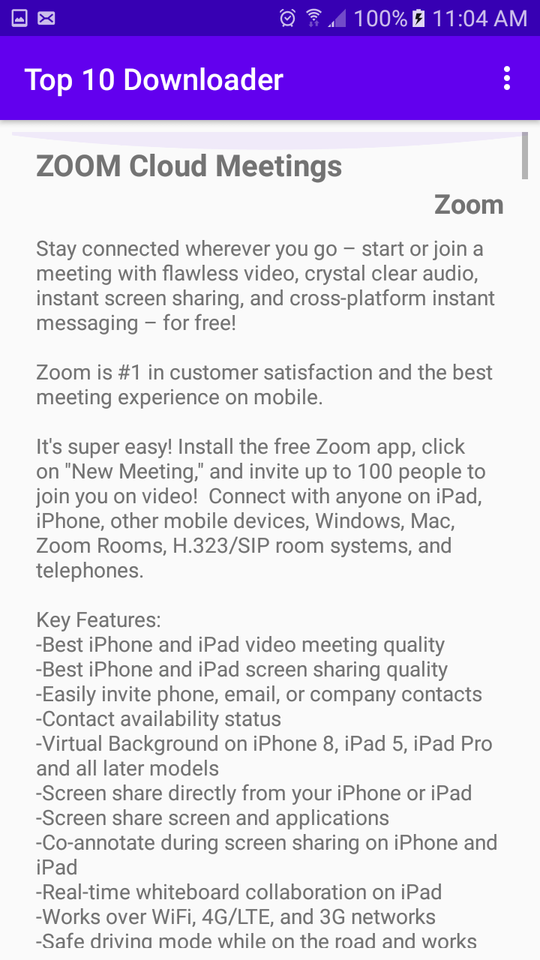 100% 11:04 AM
Top 10 Downloader
ZOOM Cloud Meetings
Zoom
Stay connected wherever you go – start or join a
meeting with flawless video, crystal clear audio,
instant screen sharing, and cross-platform instant
messaging – for free!
Zoom is #1 in customer satisfaction and the best
meeting experience on mobile.
It's super easy! Install the free Zoom app, click
on "New Meeting," and invite up to 100 people to
join you on video!  Connect with anyone on iPad,
iPhone, other mobile devices, Windows, Mac,
Zoom Rooms, H.323/SIP room systems, and
telephones.
Key Features:
-Best iPhone and iPad video meeting quality
-Best iPhone and iPad screen sharing quality
-Easily invite phone, email, or company contacts
-Contact availability status
-Virtual Background on iPhone 8, iPad 5, iPad Pro
and all later models
-Screen share directly from your iPhone or iPad
-Screen share screen and applications
-Co-annotate during screen sharing on iPhone and
iPad
-Real-time whiteboard collaboration on iPad
-Works over WiFi, 4G/LTE, and 3G networks
-Safe driving mode while on the road and works